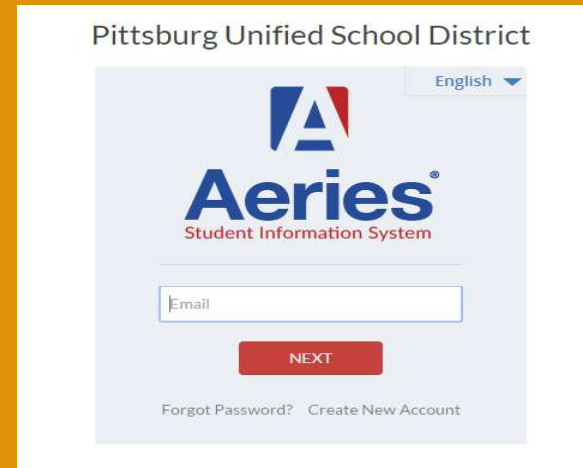 Pittsburg Unified School District
English
A
Aeries®
Student Information System
Email
NEXT
Forgot Password? Create New Account